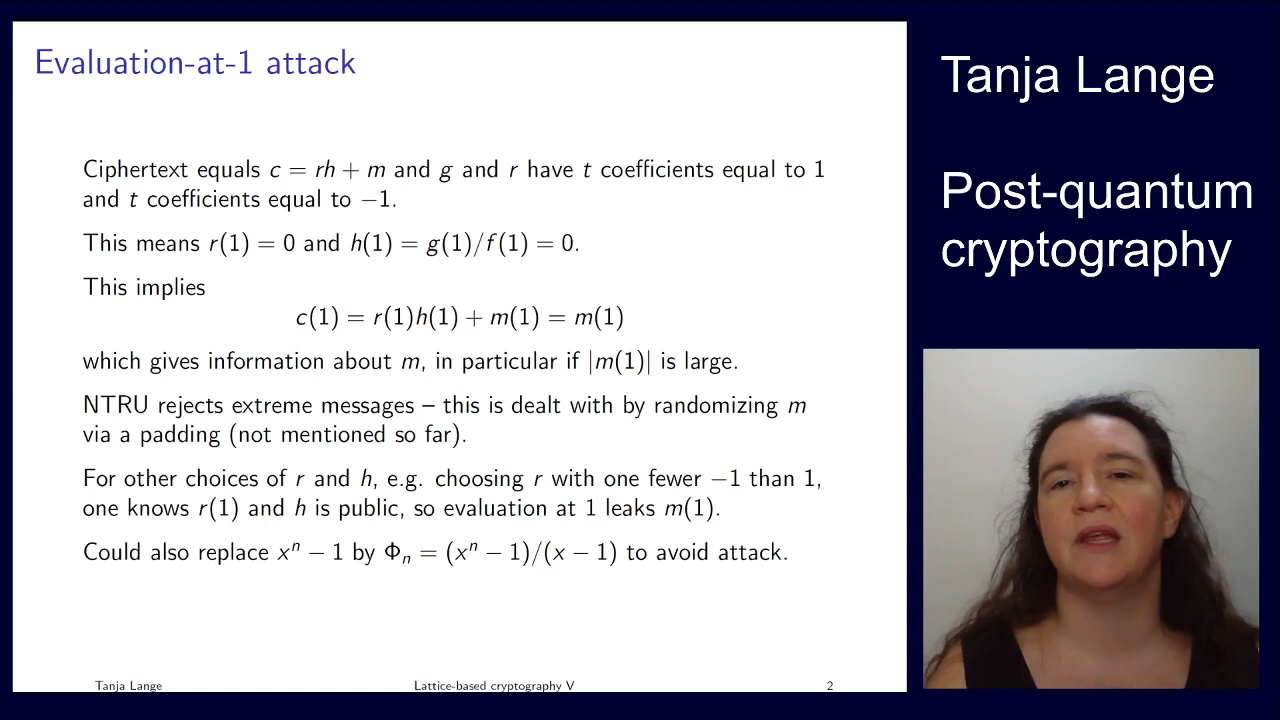 Evaluation-at-1 attack
Ciphertext equals c = rh + m and g and r have t coefficients equal to 1
and t coefficients equal to −1.
This means r(1) = 0 and h(1) = g(1)/f(1) = 0.
This implies
c(1) = r(1)h(1) + m(1) = m(1)
which gives information about m, in particular if |m(1)| is large.
NTRU rejects extreme messages – this is dealt with by randomizing m
via a padding (not mentioned so far).
For other choices of r and h, e.g. choosing r with one fewer −1 than 1,
one knows r(1) and h is public, so evaluation at 1 leaks m(1).
Could also replace xⁿ − 1 by Φₙ = (xⁿ − 1)/(x − 1) to avoid attack.
Tanja Lange
Lattice-based cryptography V
2
Tanja Lange
Post-quantum
cryptography